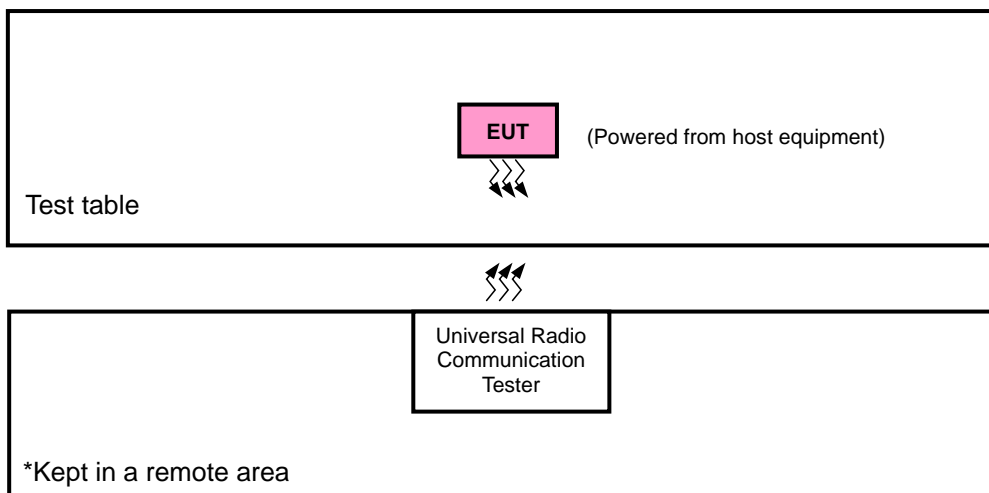 EUT
(Powered from host equipment)
Test table
Universal Radio
Communication
Tester
*Kept in a remote area